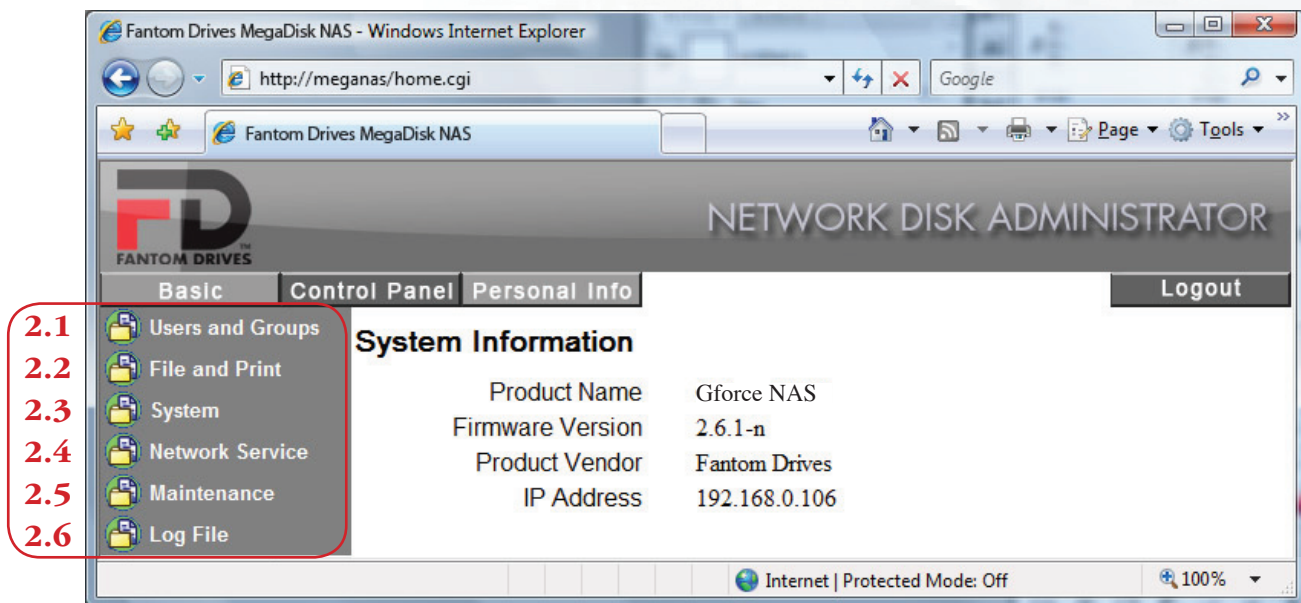 Fantom Drives MegaDisk NAS - Windows Internet Explorer
http://meganas/home.cgi
Google
Fantom Drives MegaDisk NAS
Page
Tools
FD
TM
FANTOM DRIVES
NETWORK DISK ADMINISTRATOR
Basic Control Panel Personal Info Logout
2.1 Users and Groups
2.2 File and Print
2.3 System
2.4 Network Service
2.5 Maintenance
2.6 Log File
System Information
Product Name Gforce NAS
Firmware Version 2.6.1-n
Product Vendor Fantom Drives
IP Address 192.168.0.106
Internet | Protected Mode: Off
100%